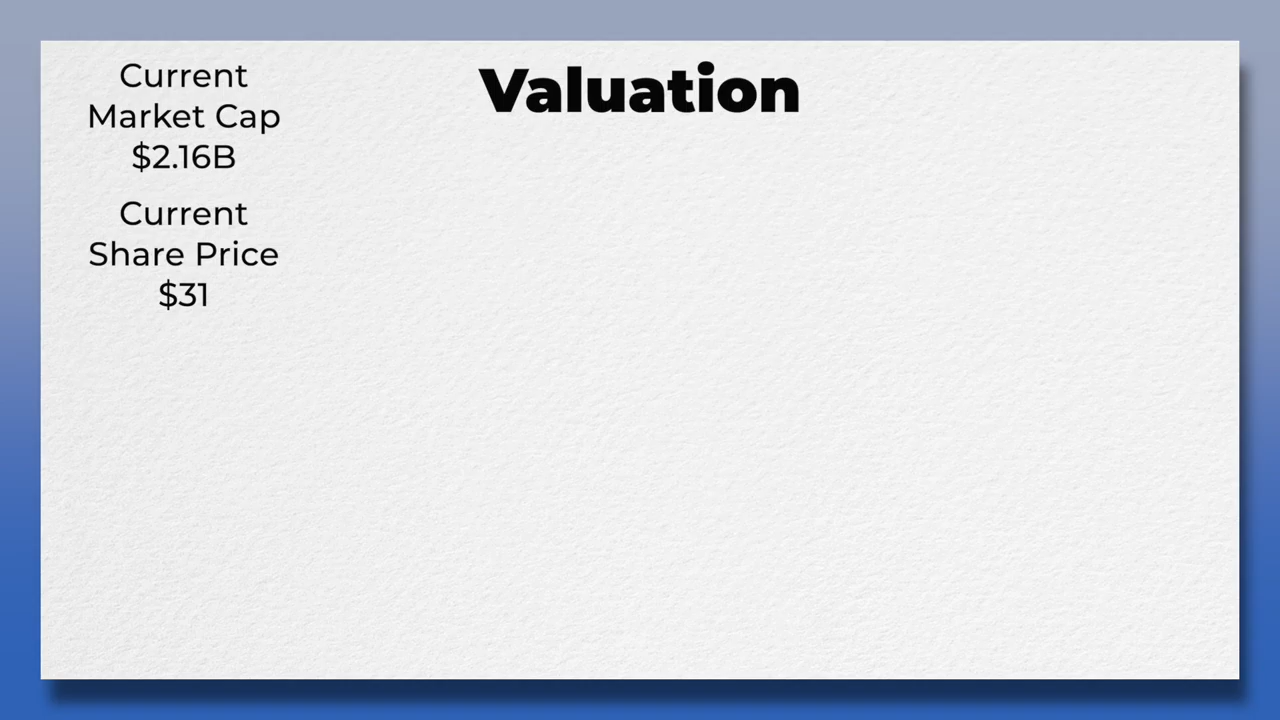 Valuation
Current
Market Cap
$2.16B
Current
Share Price
$31